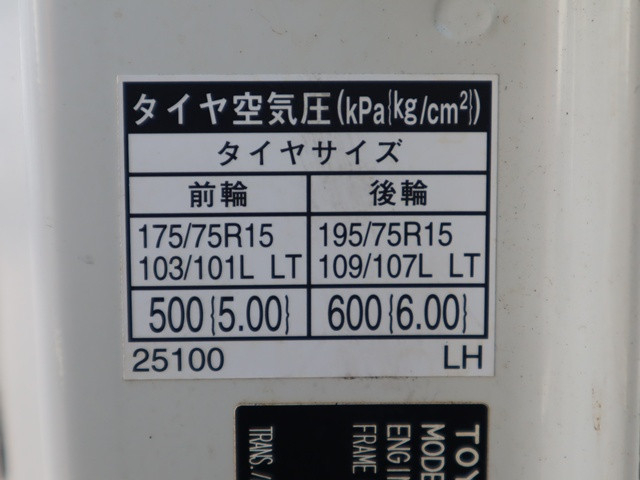 タイヤ空気圧(kPa{kg/cm²})
タイヤサイズ
前輪 後輪
175/75R15 195/75R15
103/101L LT 109/107L LT
500{5.00} 600{6.00}
25100 LH
TOY
MODE
ENGIN
FRAME
TRANS./